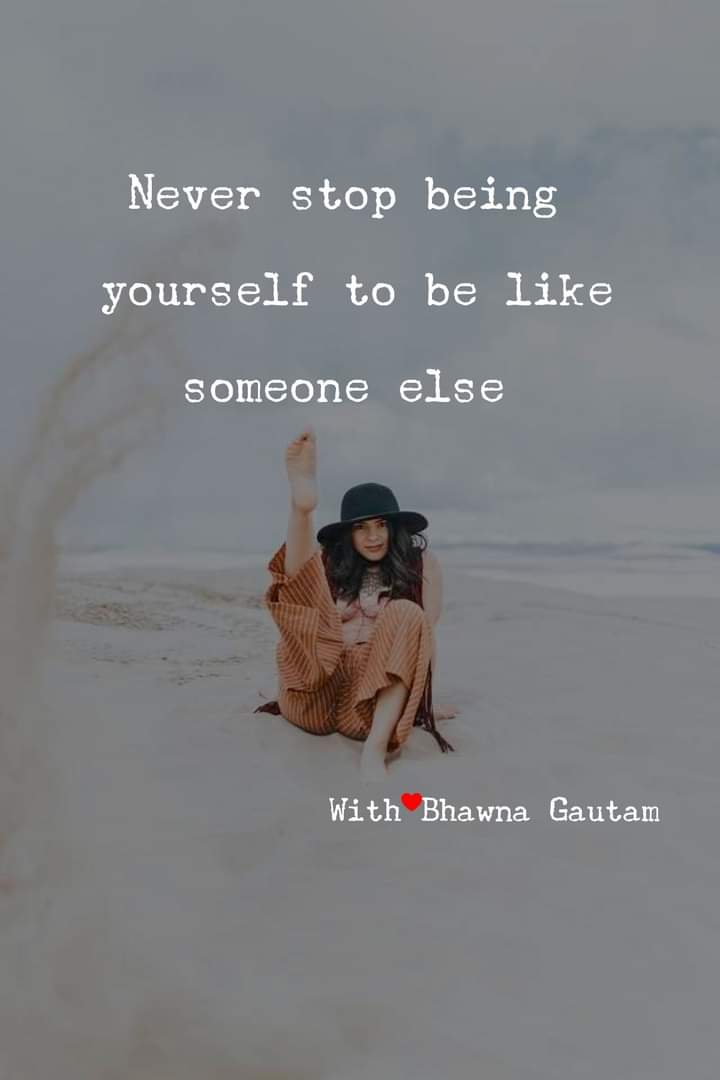 Never stop being
yourself to be like
someone else
With❤Bhawna Gautam